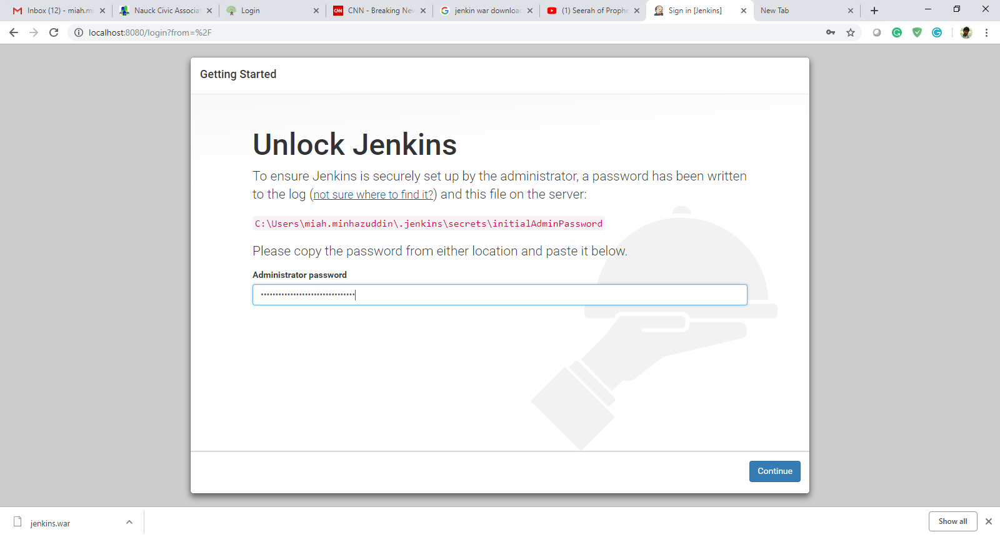 Inbox (12) - miah.mi
Nauck Civic Associat
Login
CNN - Breaking New
jenkin war download
(1) Seerah of Prophe
Sign in [Jenkins]
New Tab
localhost:8080/login?from=%2F
Getting Started
Unlock Jenkins
To ensure Jenkins is securely set up by the administrator, a password has been written
to the log (not sure where to find it?) and this file on the server:
C:\Users\miah.minhazuddin\.jenkins\secrets\initialAdminPassword
Please copy the password from either location and paste it below.
Administrator password
Continue
jenkins.war
Show all